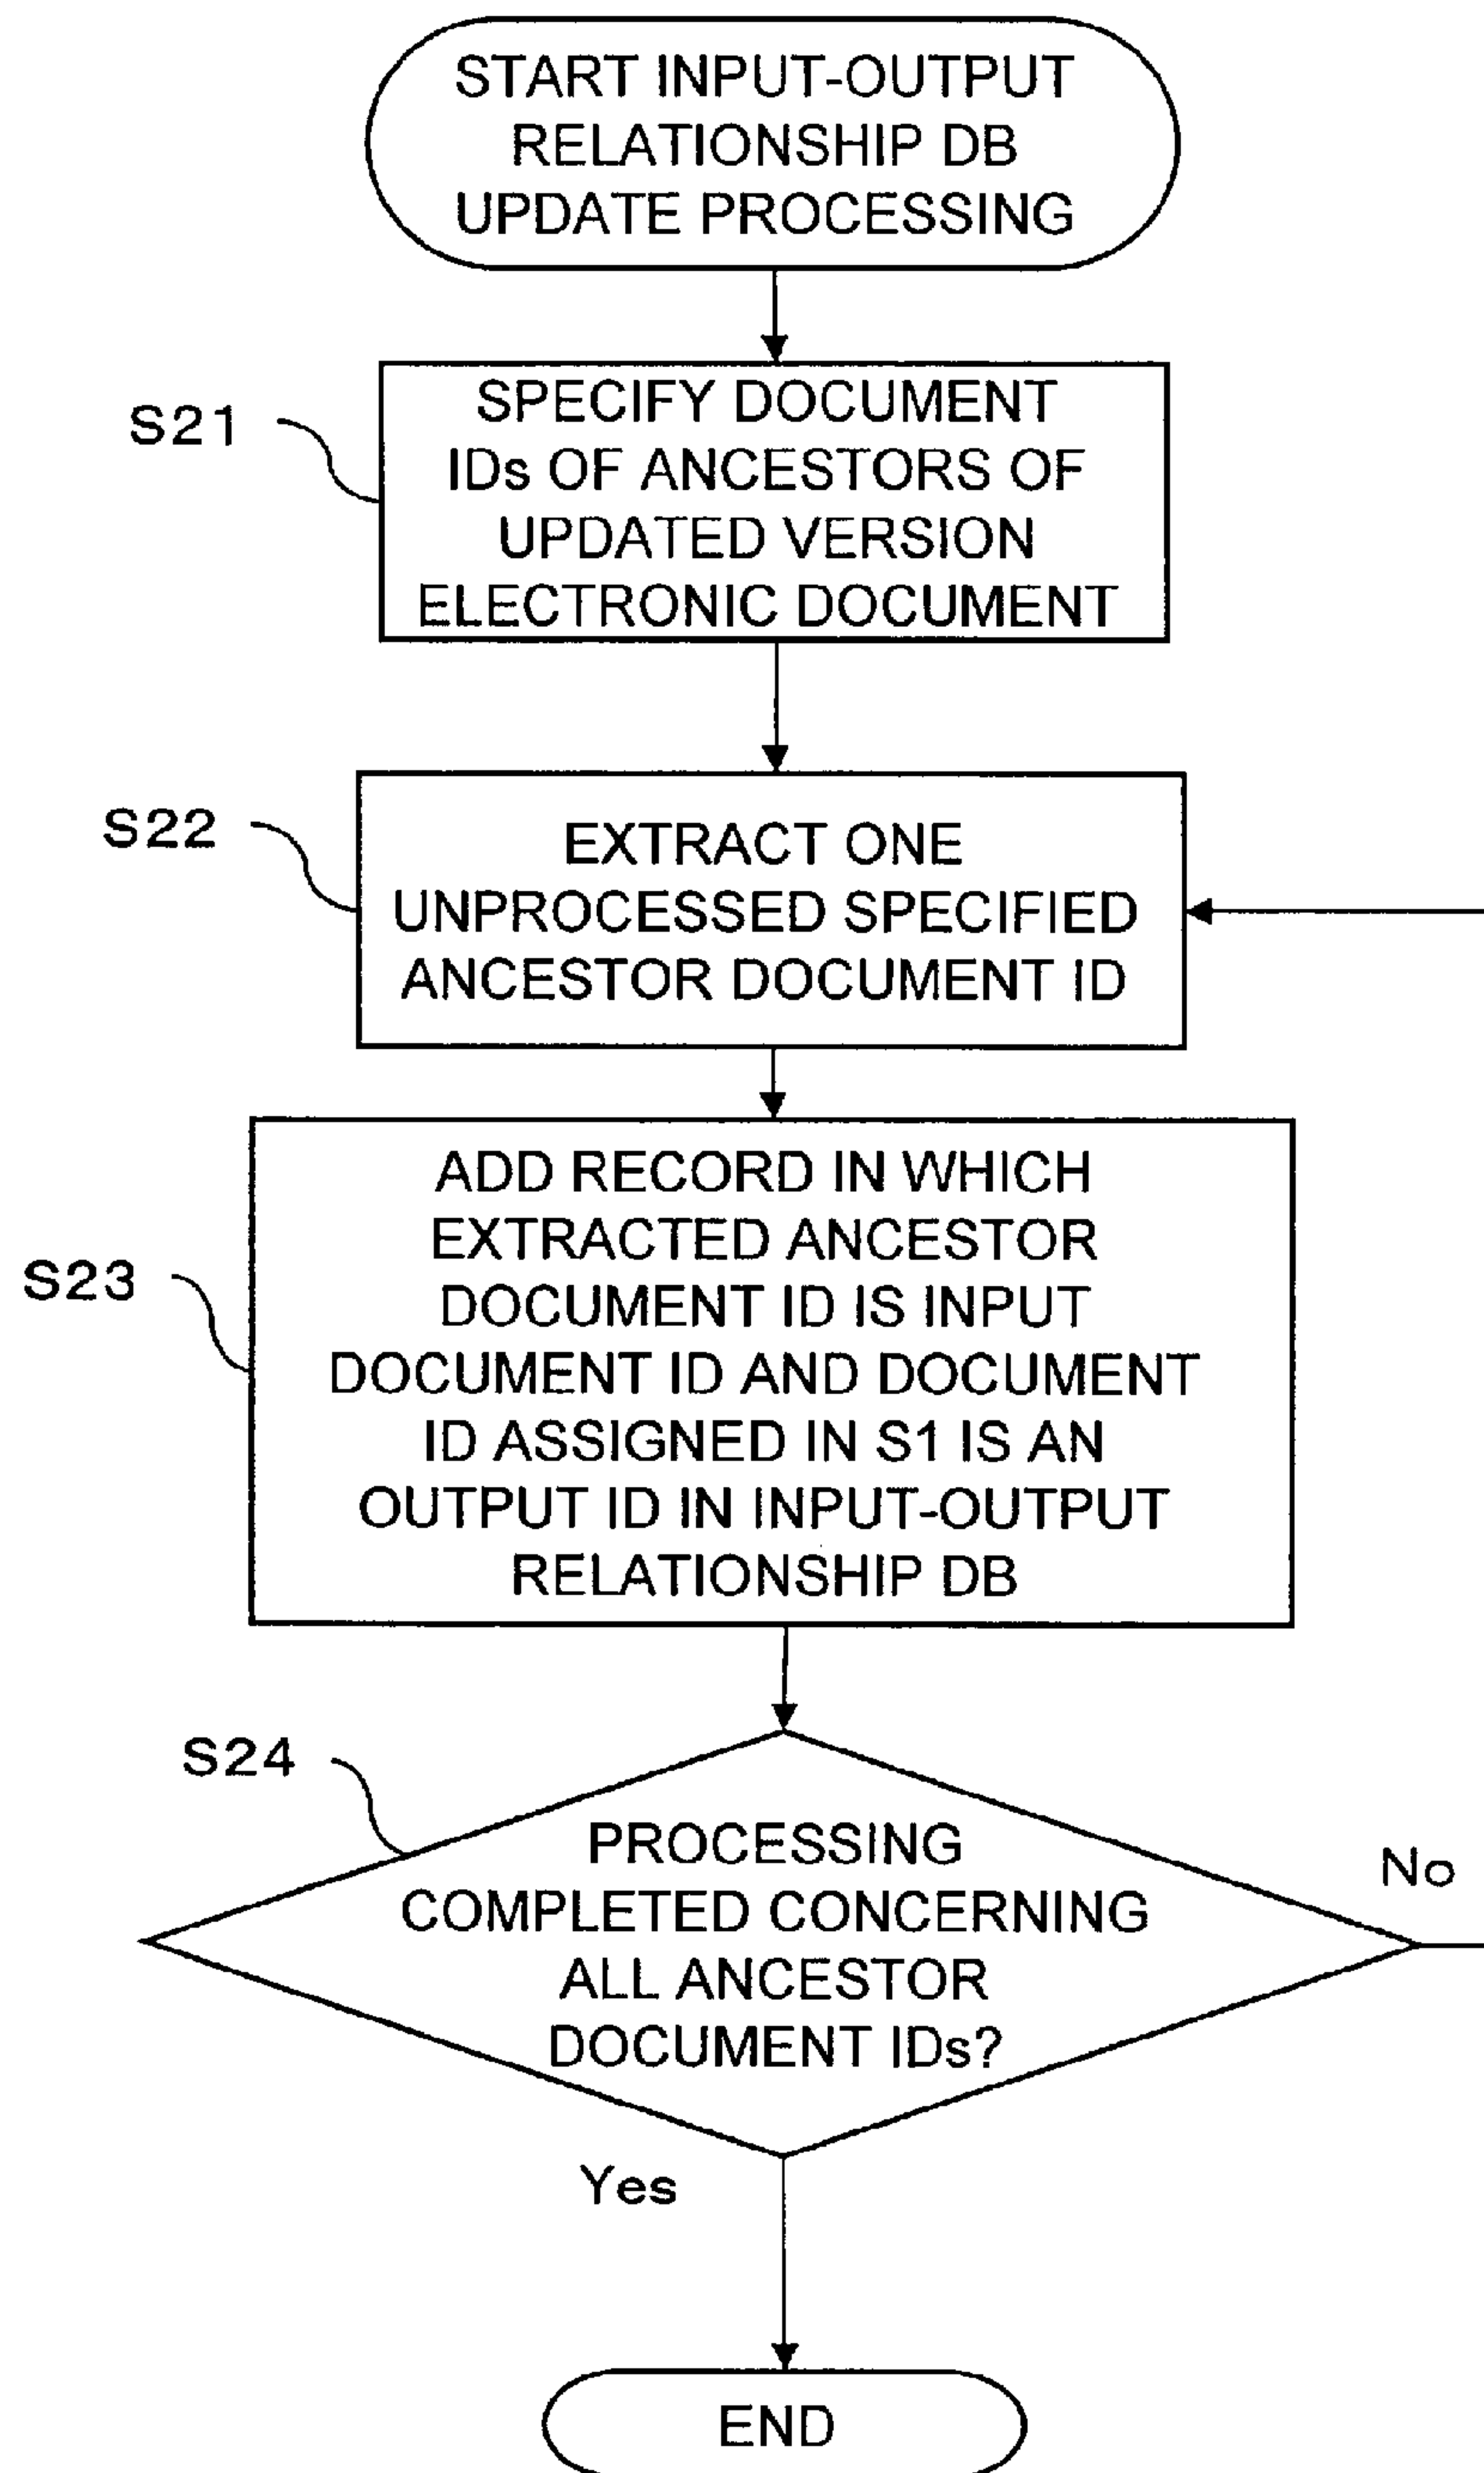 START INPUT-OUTPUT
RELATIONSHIP DB
UPDATE PROCESSING
S21
SPECIFY DOCUMENT
IDs OF ANCESTORS OF
UPDATED VERSION
ELECTRONIC DOCUMENT
S22
EXTRACT ONE
UNPROCESSED SPECIFIED
ANCESTOR DOCUMENT ID
S23
ADD RECORD IN WHICH
EXTRACTED ANCESTOR
DOCUMENT ID IS INPUT
DOCUMENT ID AND DOCUMENT
ID ASSIGNED IN S1 IS AN
OUTPUT ID IN INPUT-OUTPUT
RELATIONSHIP DB
S24
PROCESSING
COMPLETED CONCERNING
ALL ANCESTOR
DOCUMENT IDs?
No
Yes
END